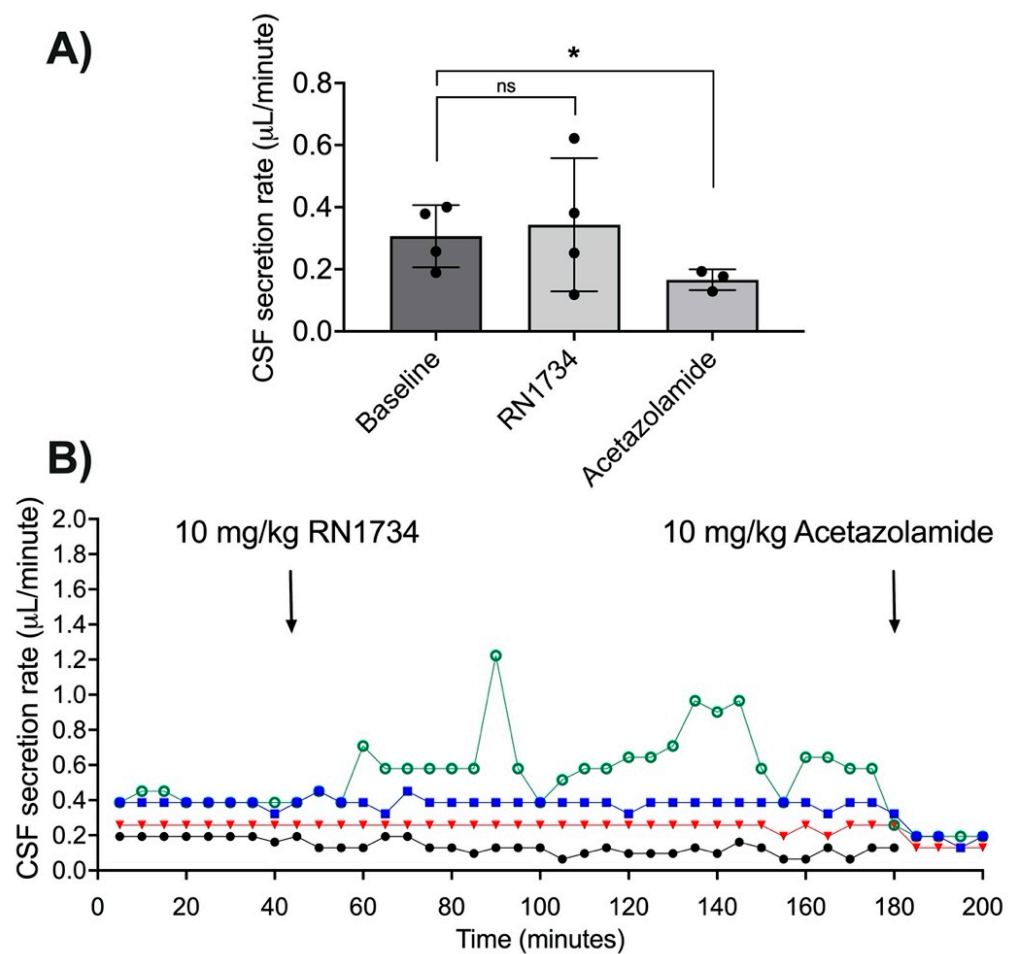 A)
CSF secretion rate (µL/minute)
*
ns
0.8
0.6
0.4
0.2
0.0
Baseline
RN1734
Acetazolamide
B)
CSF secretion rate (µL/minute)
10 mg/kg RN1734
10 mg/kg Acetazolamide
2.0
1.8
1.6
1.4
1.2
1.0
0.8
0.6
0.4
0.2
0.0
0 20 40 60 80 100 120 140 160 180 200
Time (minutes)